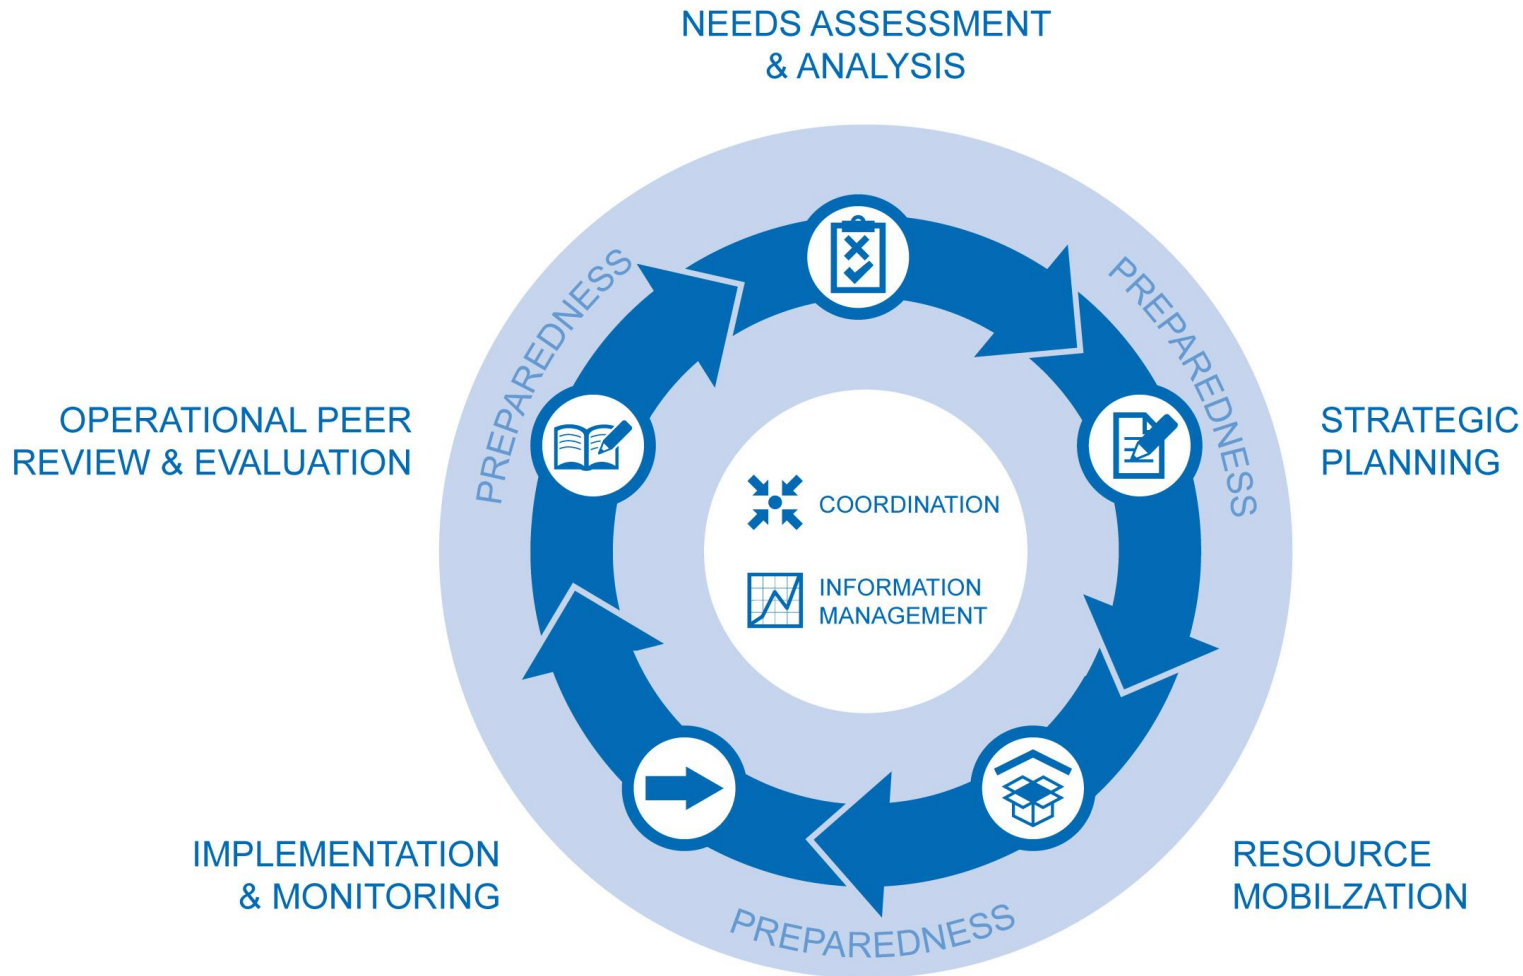 NEEDS ASSESSMENT
& ANALYSIS
PREPAREDNESS
PREPAREDNESS
OPERATIONAL PEER
REVIEW & EVALUATION
STRATEGIC
PLANNING
COORDINATION
INFORMATION
MANAGEMENT
IMPLEMENTATION
& MONITORING
RESOURCE
MOBILZATION
PREPAREDNESS